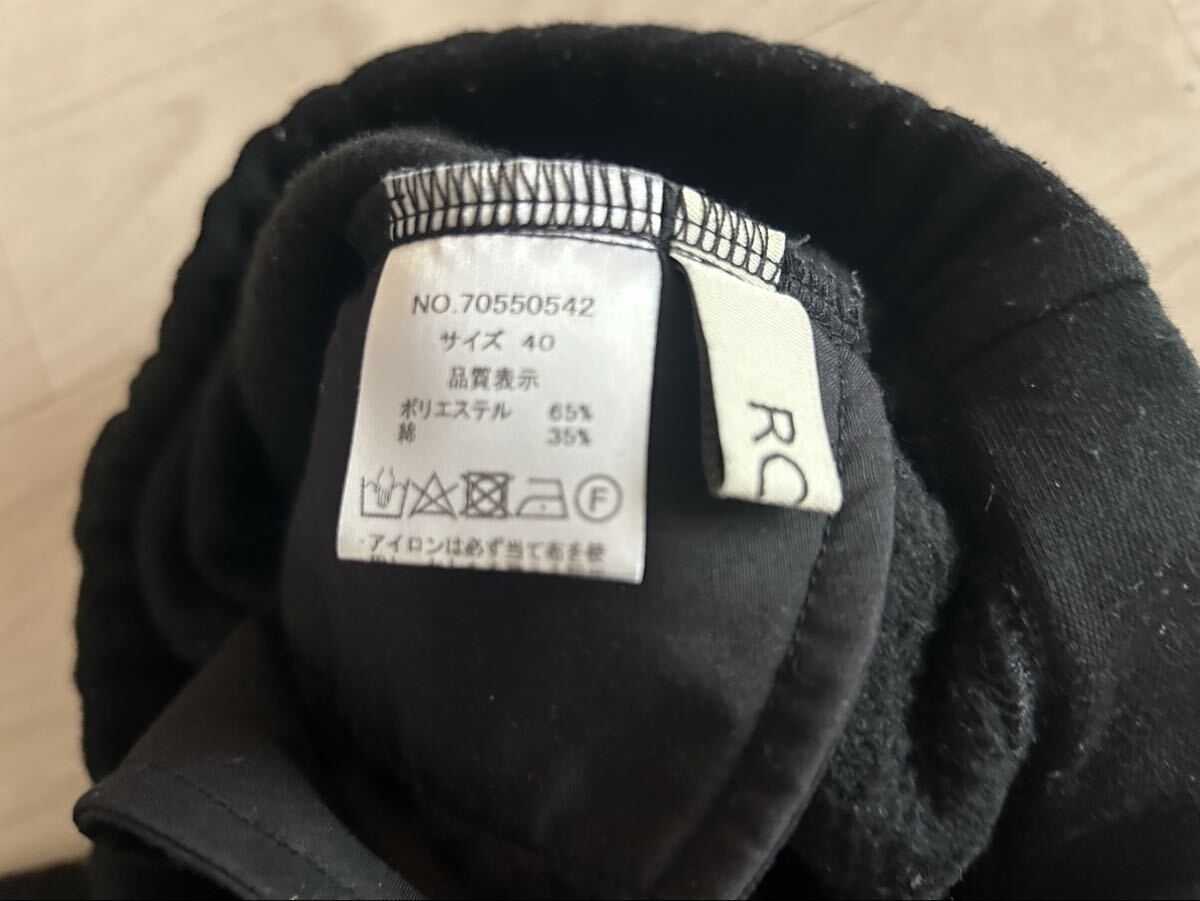 NO.70550542
サイズ 40
品質表示
ポリエステル 65%
綿 35%
F
アイロンは必ず当て布を使
RO